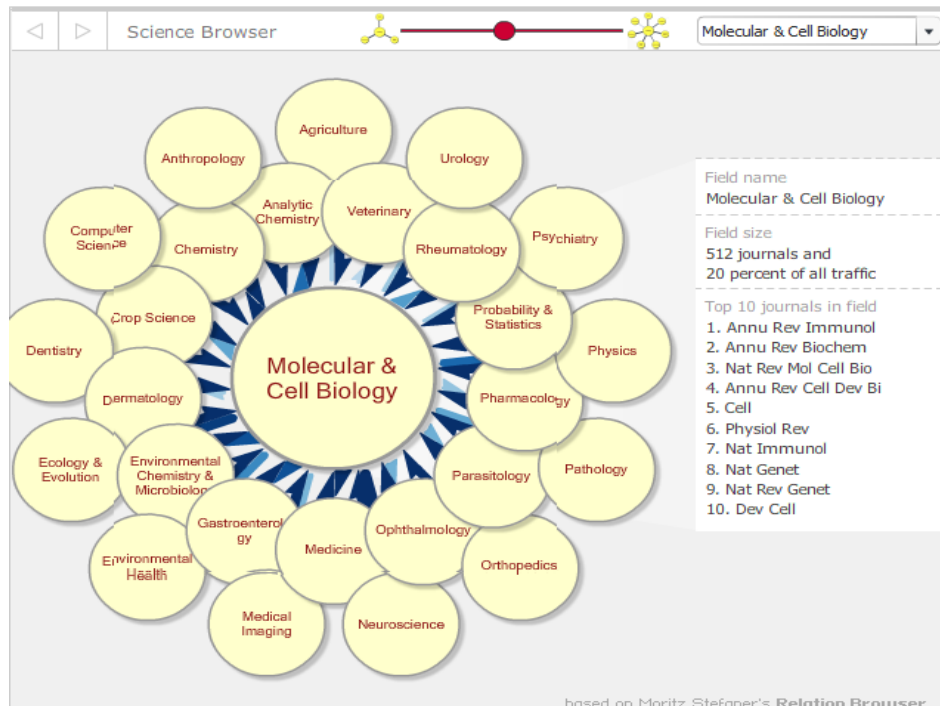 Science Browser
Molecular & Cell Biology
Agriculture
Anthropology
Urology
Analytic
Chemistry
Veterinary
Computer
Science
Chemistry
Rheumatology
Psychiatry
Crop Science
Probability &
Statistics
Dentistry
Physics
Molecular &
Cell Biology
Dermatology
Pharmacology
Ecology &
Evolution
Environmental
Chemistry &
Microbiolog
Parasitology
Pathology
Gastroenterol
gy
Medicine
Ophthalmology
Environmental
Health
Orthopedics
Medical
Imaging
Neuroscience
Field name
Molecular & Cell Biology
Field size
512 journals and
20 percent of all traffic
Top 10 journals in field
1. Annu Rev Immunol
2. Annu Rev Biochem
3. Nat Rev Mol Cell Bio
4. Annu Rev Cell Dev Bi
5. Cell
6. Physiol Rev
7. Nat Immunol
8. Nat Genet
9. Nat Rev Genet
10. Dev Cell
based on Moritz Stefaner's Relation Browser